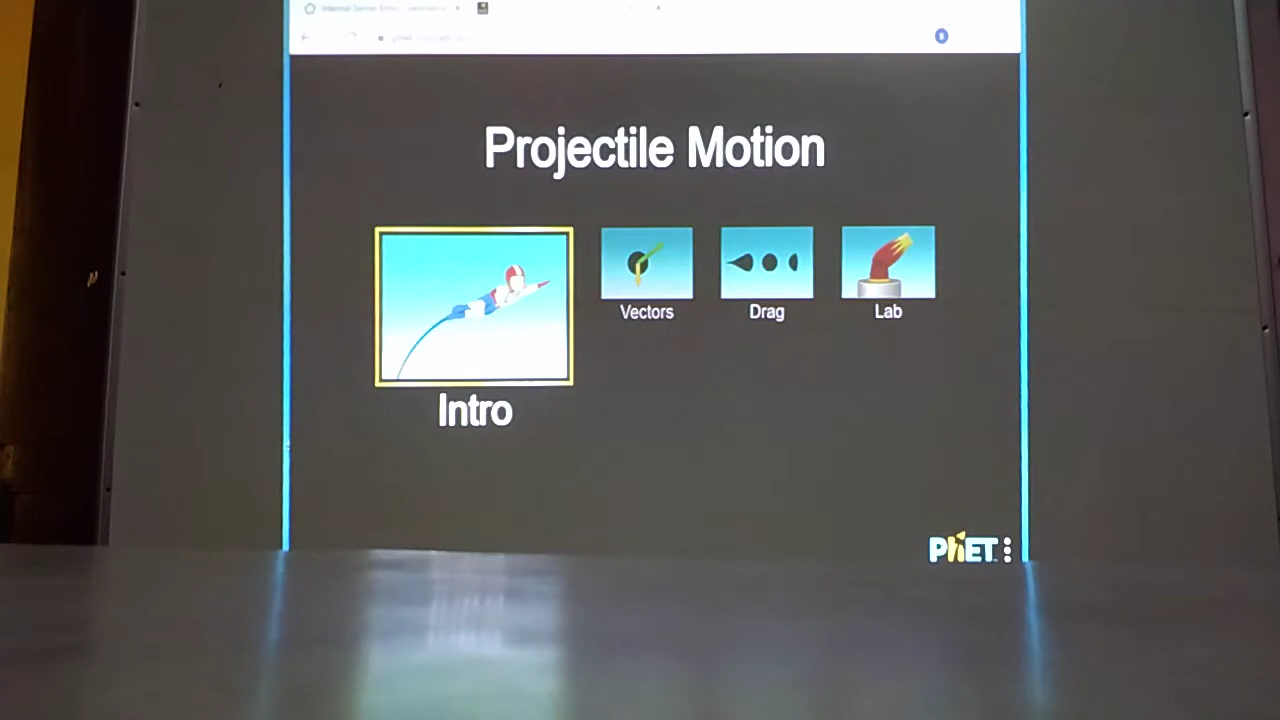 Projectile Motion
Vectors
Drag
Lab
Intro
PhET